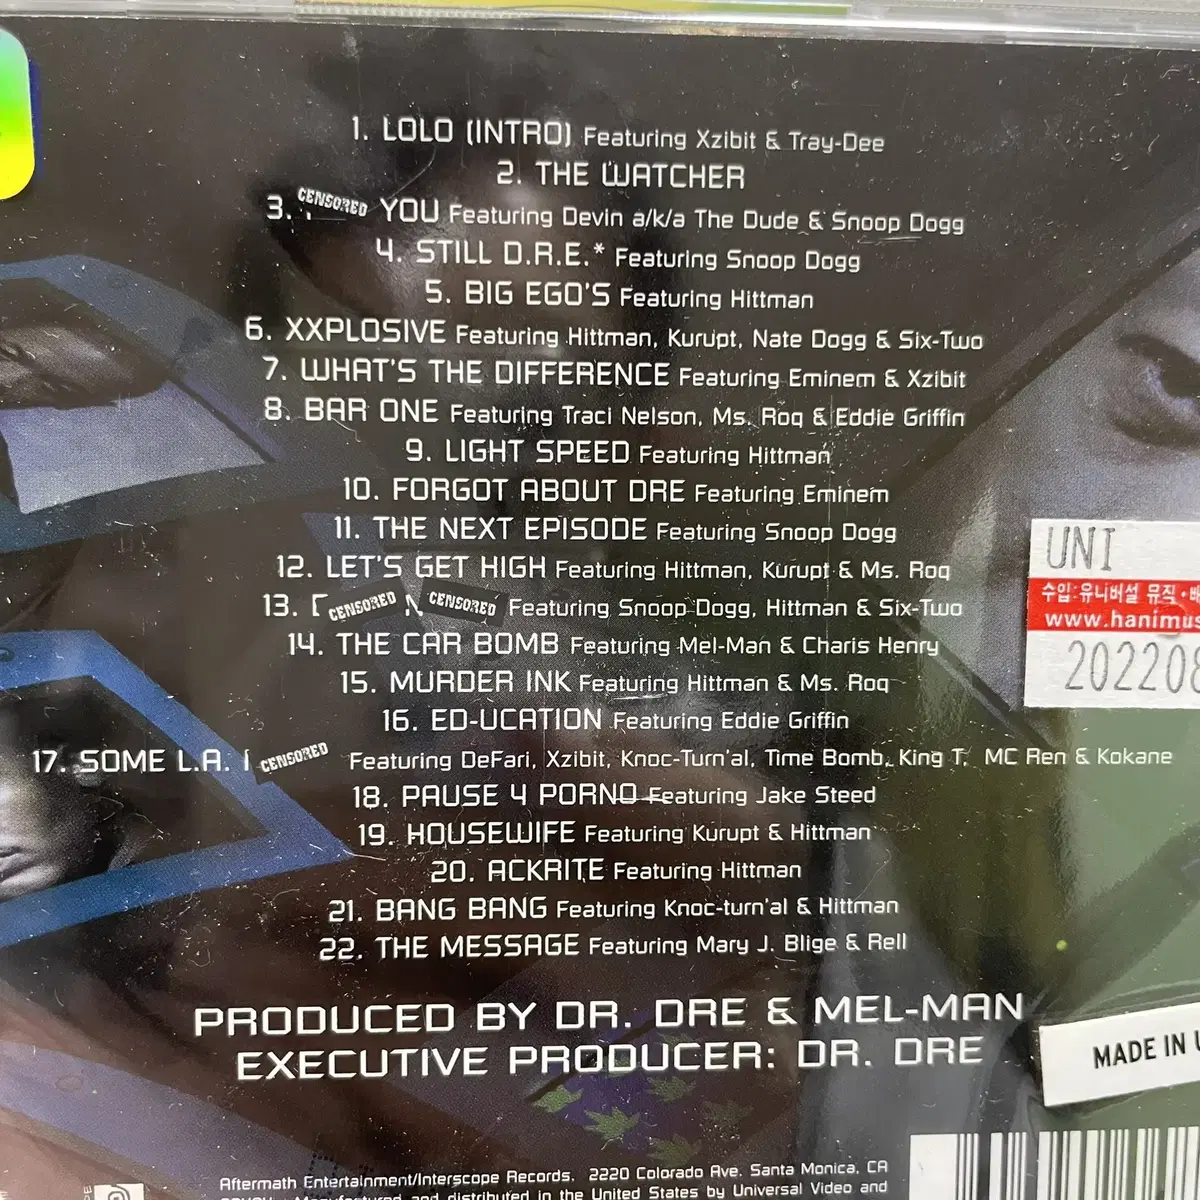 1. LOLO (INTRO) Featuring Xzibit & Tray-Dee
2. THE WATCHER
3. CENSORED YOU Featuring Devin a/k/a The Dude & Snoop Dogg
4. STILL D.R.E.* Featuring Snoop Dogg
5. BIG EGO'S Featuring Hittman
6. XXPLOSIVE Featuring Hittman, Kurupt, Nate Dogg & Six-Two
7. WHAT'S THE DIFFERENCE Featuring Eminem & Xzibit
8. BAR ONE Featuring Traci Nelson, Ms. Roq & Eddie Griffin
9. LIGHT SPEED Featuring Hittman
10. FORGOT ABOUT DRE Featuring Eminem
11. THE NEXT EPISODE Featuring Snoop Dogg
12. LET'S GET HIGH Featuring Hittman, Kurupt & Ms. Roq
13. CENSORED N CENSORED Featuring Snoop Dogg, Hittman & Six-Two
14. THE CAR BOMB Featuring Mel-Man & Charis Henry
15. MURDER INK Featuring Hittman & Ms. Roq
16. ED-UCATION Featuring Eddie Griffin
17. SOME L.A. CENSORED Featuring DeFari, Xzibit, Knoc-Turn'al, Time Bomb, King T, MC Ren & Kokane
18. PAUSE 4 PORNO Featuring Jake Steed
19. HOUSEWIFE Featuring Kurupt & Hittman
20. ACKRITE Featuring Hittman
21. BANG BANG Featuring Knoc-turn'al & Hittman
22. THE MESSAGE Featuring Mary J. Blige & Rell
PRODUCED BY DR. DRE & MEL-MAN
EXECUTIVE PRODUCER: DR. DRE
UNI
수입:유니버설 뮤직·배
www.hanimus
202208
MADE IN U
Aftermath Entertainment/Interscope Records. 2220 Colorado Ave. Santa Monica, CA
Manufactured and distributed in the United States by Universal Video and